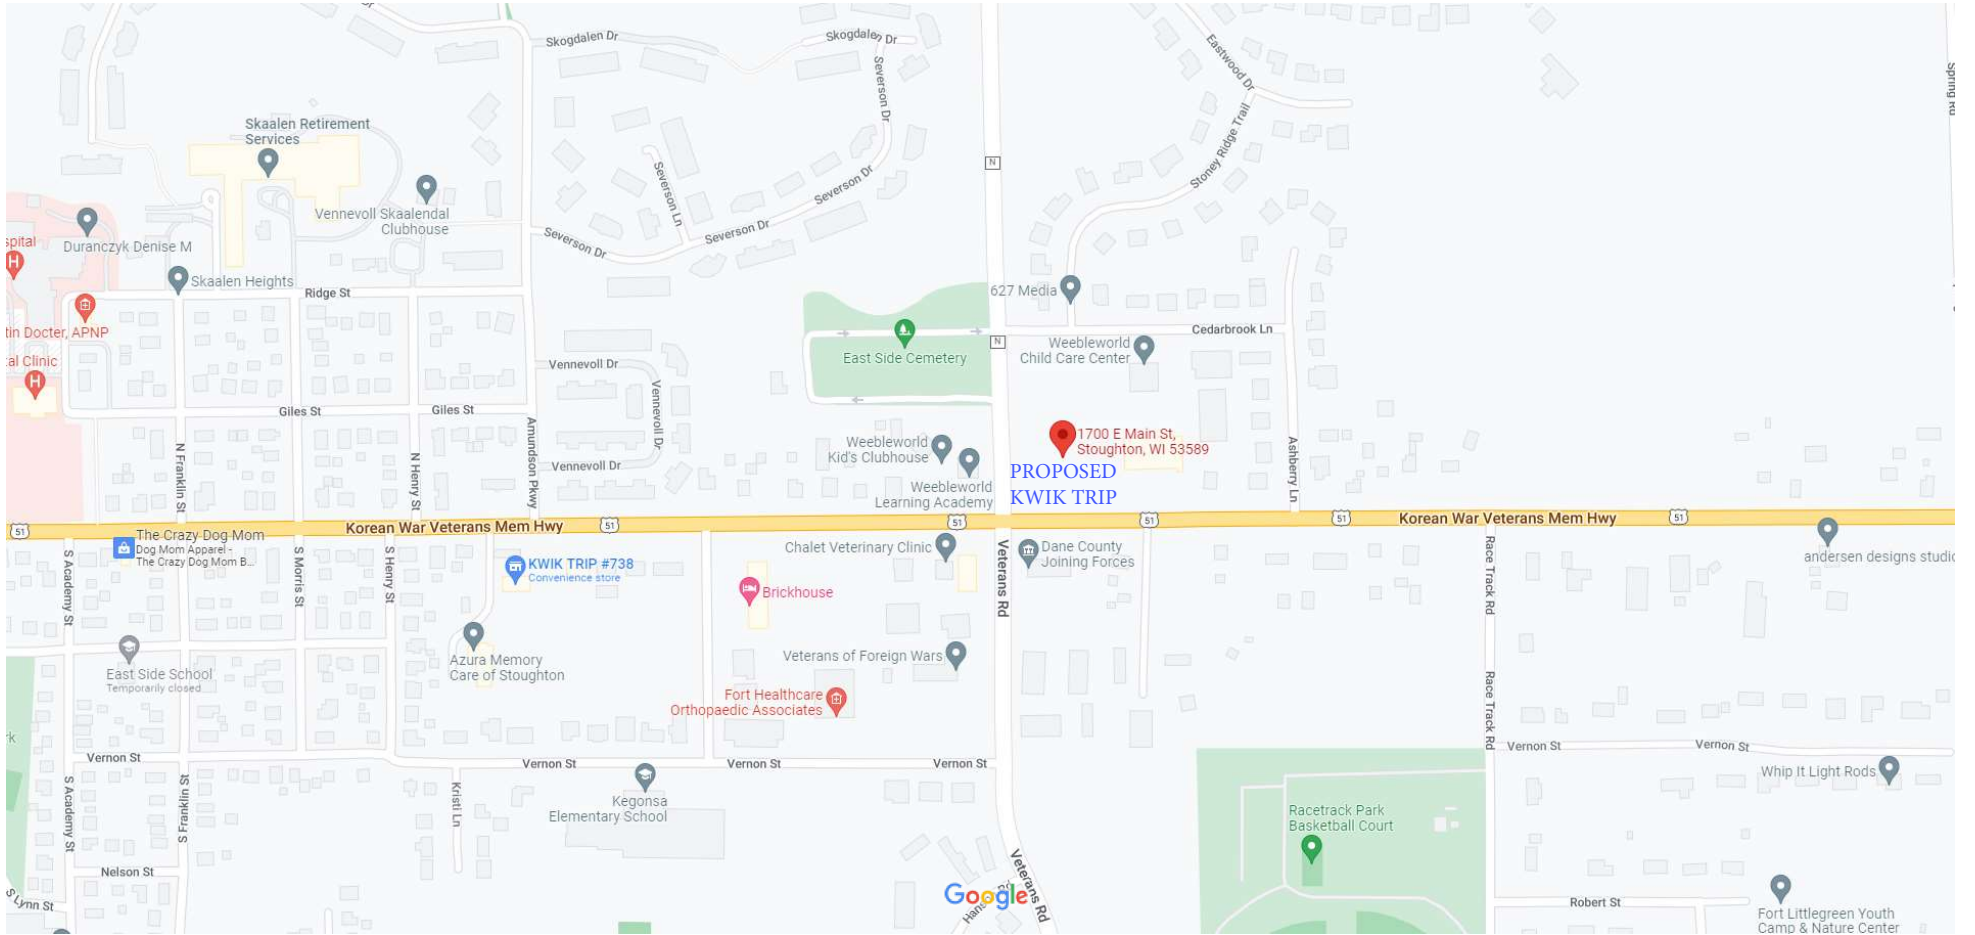 Skogdalen Dr
Skogdalen Dr
Eastwood Dr
Spring Rd
Severson Dr
Skaalen Retirement
Services
Stoney Ridge Trail
N
Severson Ln
Vennevoll Skaalendal
Clubhouse
Severson Dr
Severson Dr
Severson Dr
Duranczyk Denise M
spital
H
Skaalen Heights
Ridge St
627 Media
tin Docter, APNP
Cedarbrook Ln
N
Weebleworld
Child Care Center
East Side Cemetery
tal Clinic
H
Vennevoll Dr
Vennevoll Dr
Giles St
Giles St
Amundson Pkwy
N Franklin St
N Henry St
Vennevoll Dr
Weebleworld
Kid's Clubhouse
1700 E Main St,
Stoughton, WI 53589
Ashberry Ln
PROPOSED
KWIK TRIP
Weebleworld
Learning Academy
51
Korean War Veterans Mem Hwy
51
51
51
51
Korean War Veterans Mem Hwy
51
The Crazy Dog Mom
Dog Mom Apparel -
The Crazy Dog Mom B...
S Academy St
S Morris St
S Henry St
KWIK TRIP #738
Convenience store
Chalet Veterinary Clinic
Veterans Rd
Dane County
Joining Forces
Race Track Rd
andersen designs studio
Brickhouse
Azura Memory
Care of Stoughton
Veterans of Foreign Wars
East Side School
Temporarily closed
Fort Healthcare
Orthopaedic Associates
Race Track Rd
rk
Vernon St
Vernon St
Vernon St
Vernon St
Vernon St
Vernon St
S Academy St
S Franklin St
Kristi Ln
Kegonsa
Elementary School
Whip It Light Rods
Racetrack Park
Basketball Court
Nelson St
S Lynn St
Veterans Rd
Google
Robert St
Fort Littlegreen Youth
Camp & Nature Center